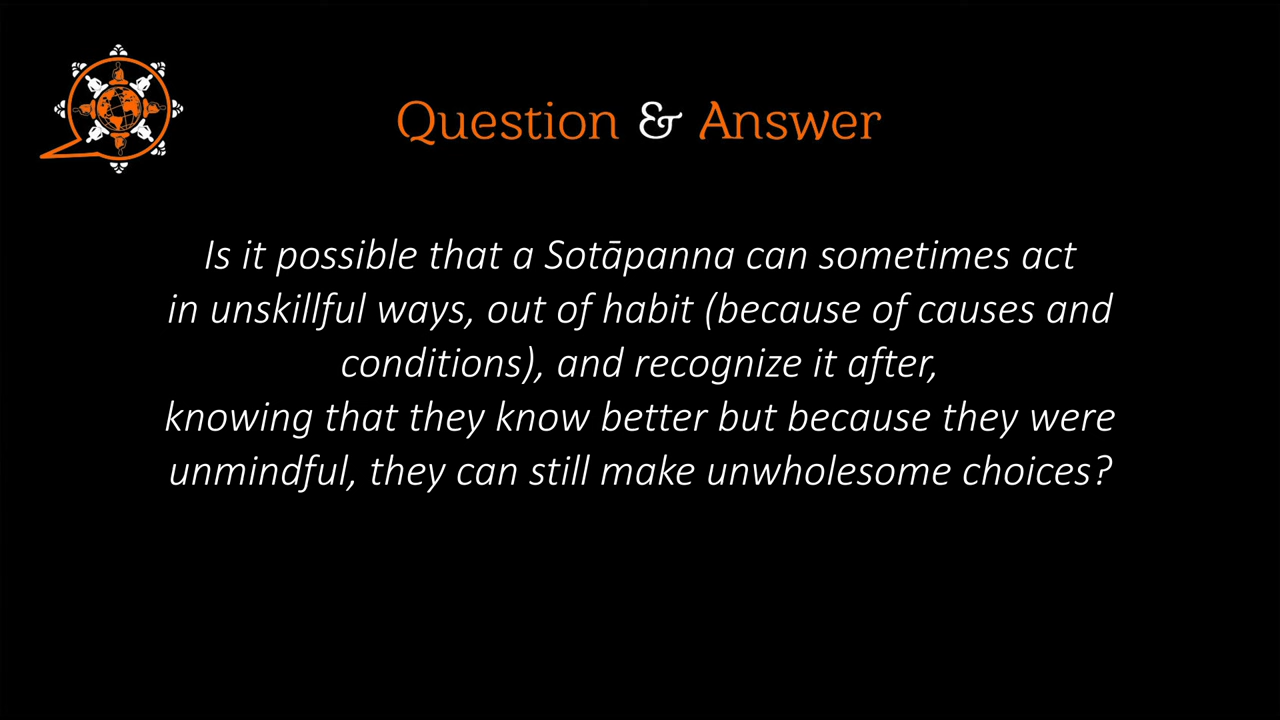 Question & Answer
Is it possible that a Sotāpanna can sometimes act
in unskillful ways, out of habit (because of causes and
conditions), and recognize it after,
knowing that they know better but because they were
unmindful, they can still make unwholesome choices?